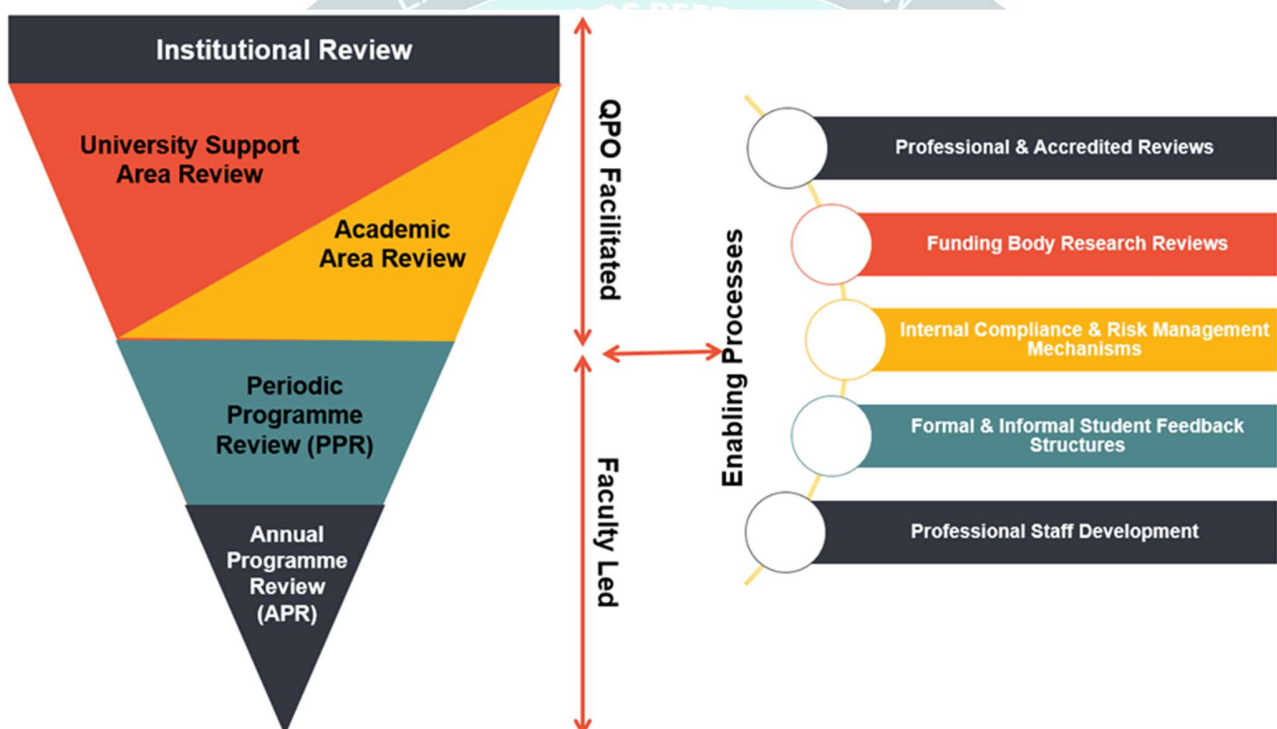 Institutional Review
University Support
Area Review
Academic
Area Review
Periodic
Programme
Review (PPR)
Annual
Programme
Review
(APR)
QPO Facilitated
Faculty Led
Enabling Processes
Professional & Accredited Reviews
Funding Body Research Reviews
Internal Compliance & Risk Management
Mechanisms
Formal & Informal Student Feedback
Structures
Professional Staff Development